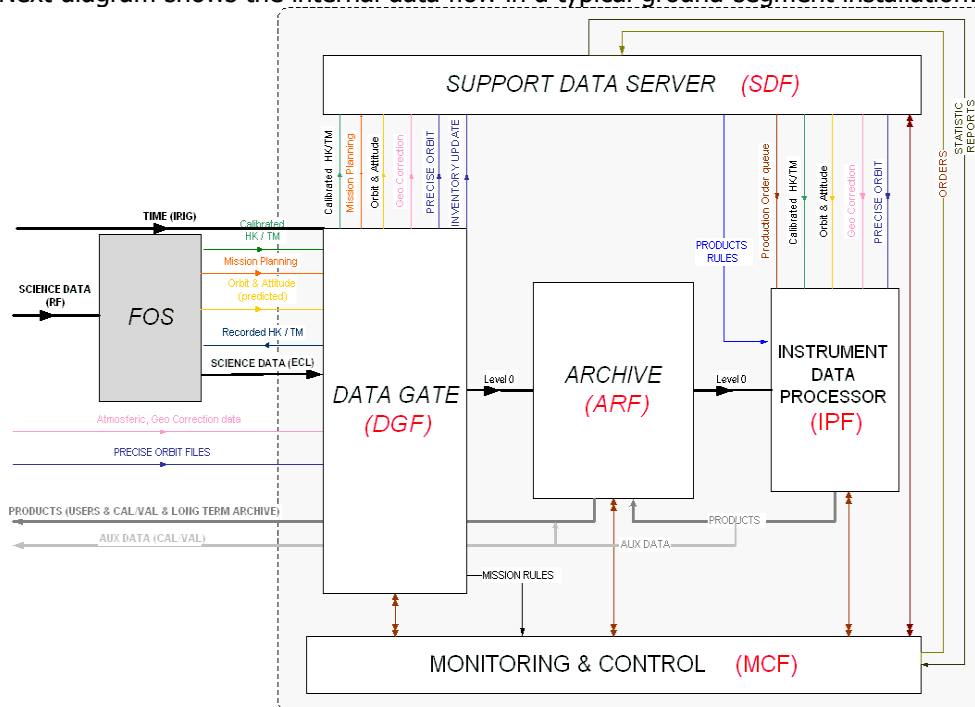 Next diagram shows the internal data flow in a typical ground segment installation.
SUPPORT DATA SERVER (SDF)
Calibrated HK/TM
Mission Planning
Orbit & Attitude
Geo Correction
PRECISE ORBIT
INVENTORY UPDATE
PRODUCTS
RULES
Production Order queue
Calibrated HK/TM
Orbit & Attitude
Geo Correction
PRECISE ORBIT
ORDERS
STATISTIC
REPORTS
TIME (IRIG)
Calibrated
HK / TM
Mission Planning
Orbit & Attitude
(predicted)
Recorded HK / TM
SCIENCE DATA (ECL)
SCIENCE DATA
(RF)
FOS
DATA GATE
(DGF)
Level 0
ARCHIVE
(ARF)
Level 0
INSTRUMENT
DATA
PROCESSOR
(IPF)
Atmosferic, Geo Correction data
PRECISE ORBIT FILES
PRODUCTS (USERS & CAL/VAL & LONG TERM ARCHIVE)
AUX DATA (CAL/VAL)
PRODUCTS
AUX DATA
MISSION RULES
MONITORING & CONTROL (MCF)